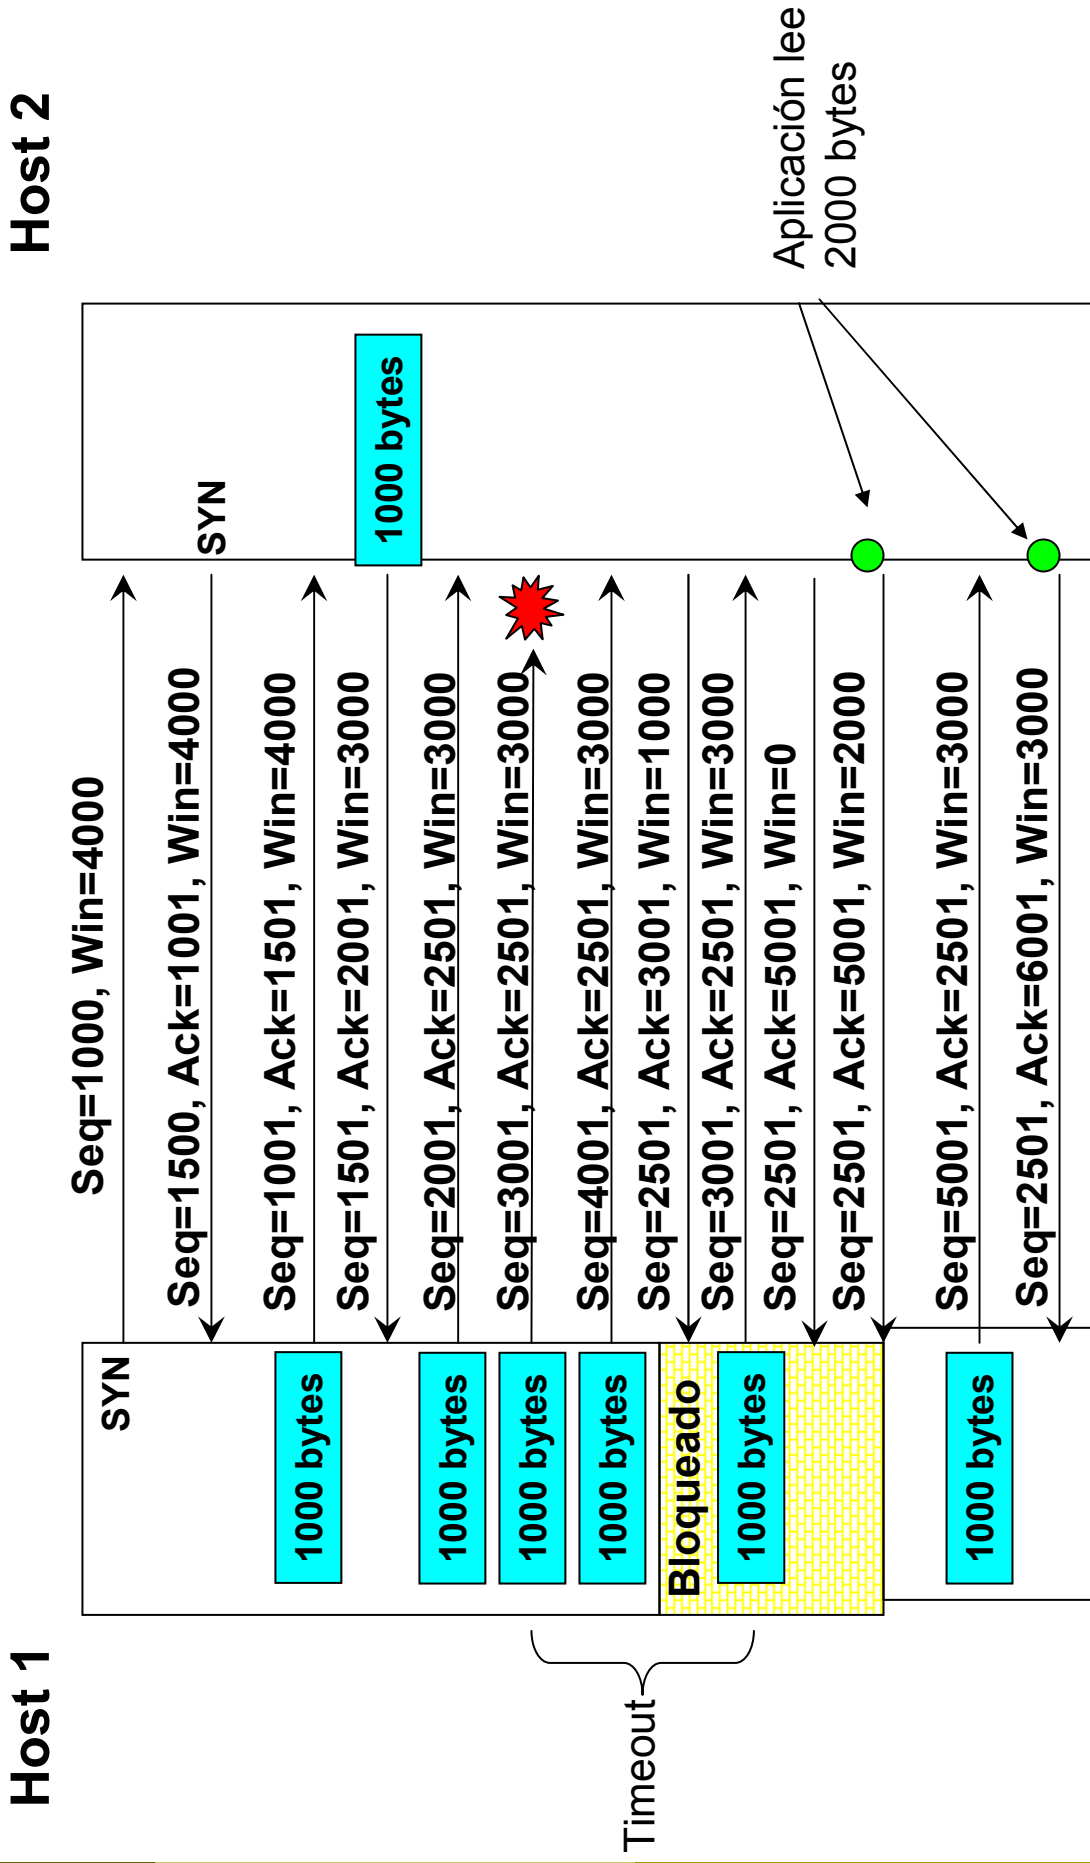 Host 1
Host 2
SYN
Seq=1000, Win=4000
Seq=1500, Ack=1001, Win=4000
SYN
1000 bytes
Seq=1001, Ack=1501, Win=4000
Seq=1501, Ack=2001, Win=3000
1000 bytes
1000 bytes
Seq=2001, Ack=2501, Win=3000
1000 bytes
Seq=3001, Ack=2501, Win=3000
1000 bytes
Seq=4001, Ack=2501, Win=3000
Timeout
Bloqueado
Seq=2501, Ack=3001, Win=1000
1000 bytes
Seq=3001, Ack=2501, Win=3000
Seq=2501, Ack=5001, Win=0
Aplicación lee
2000 bytes
Seq=2501, Ack=5001, Win=2000
1000 bytes
Seq=5001, Ack=2501, Win=3000
Seq=2501, Ack=6001, Win=3000